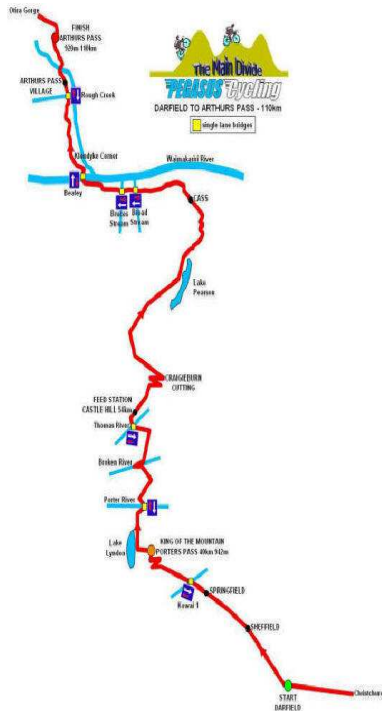 Otira Gorge
FINISH
ARTHURS PASS
920m 110km
The Main Divide
PEGASUS Cycling
DARFIELD TO ARTHURS PASS - 110km
single lane bridges
ARTHURS PASS
VILLAGE
Rough Creek
Klondyke Corner
Waimakariri River
Bealey
Bruces
Stream
Broad
Stream
CASS
Lake
Pearson
CRAIGIEBURN
CUTTING
FEED STATION
CASTLE HILL
Thomas River
Broken River
Porter River
Lake
Lyndon
KING OF THE MOUNTAIN
PORTERS PASS 40km 942m
Kowai 1
SPRINGFIELD
SHEFFIELD
START
DARFIELD